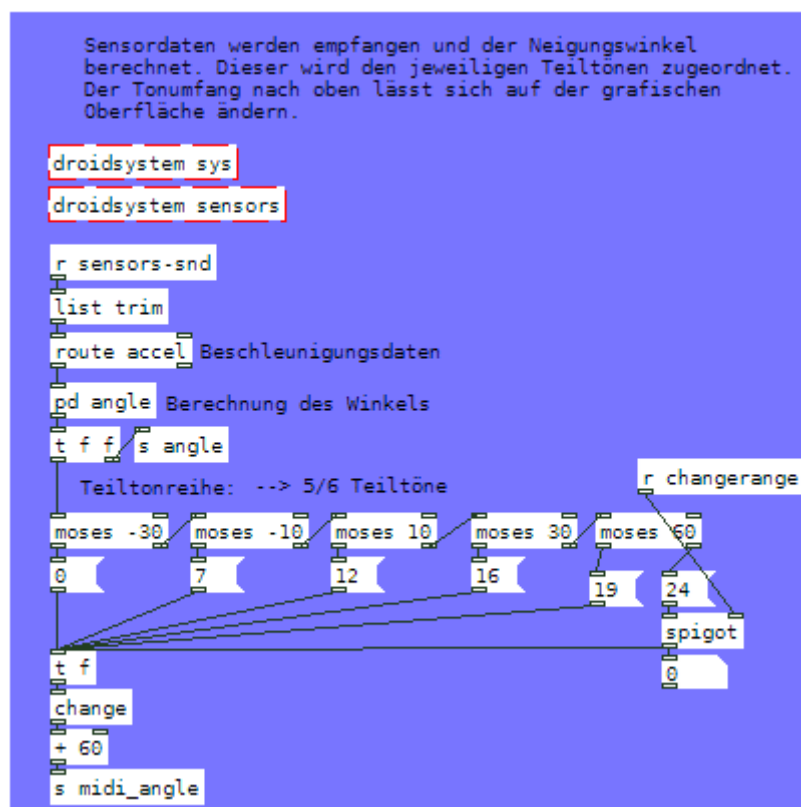 Sensordaten werden empfangen und der Neigungswinkel
berechnet. Dieser wird den jeweiligen Teiltönen zugeordnet.
Der Tonumfang nach oben lässt sich auf der grafischen
Oberfläche ändern.
droidsystem sys
droidsystem sensors
r sensors-snd
list trim
route accel Beschleunigungsdaten
pd angle Berechnung des Winkels
t f f s angle
Teiltonreihe: --> 5/6 Teiltöne
r changerange
moses -30 moses -10 moses 10 moses 30 moses 60
0 7 12 16 19 24
spigot
t f
0
change
+ 60
s midi_angle